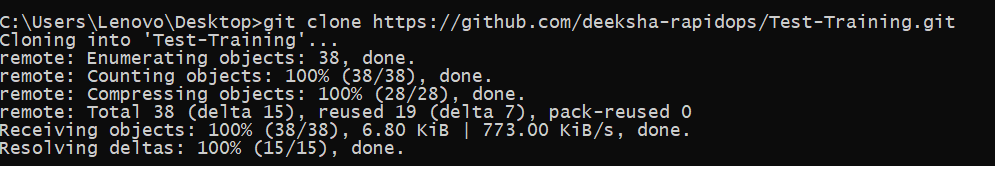 C:\Users\Lenovo\Desktop>git clone https://github.com/deeksha-rapidops/Test-Training.git
Cloning into 'Test-Training'...
remote: Enumerating objects: 38, done.
remote: Counting objects: 100% (38/38), done.
remote: Compressing objects: 100% (28/28), done.
remote: Total 38 (delta 15), reused 19 (delta 7), pack-reused 0
Receiving objects: 100% (38/38), 6.80 KiB | 773.00 KiB/s, done.
Resolving deltas: 100% (15/15), done.